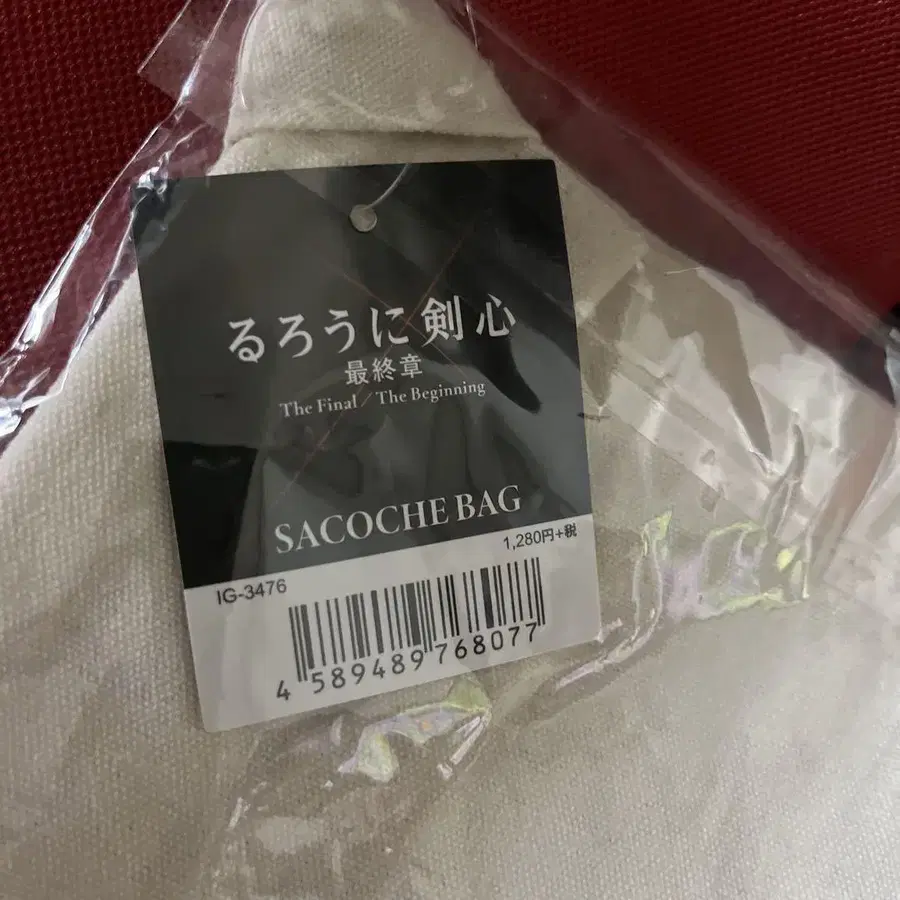 るろうに剣心
最終章
The Final / The Beginning
SACOCHE BAG
1,280円+税
IG-3476
4 589489 768077